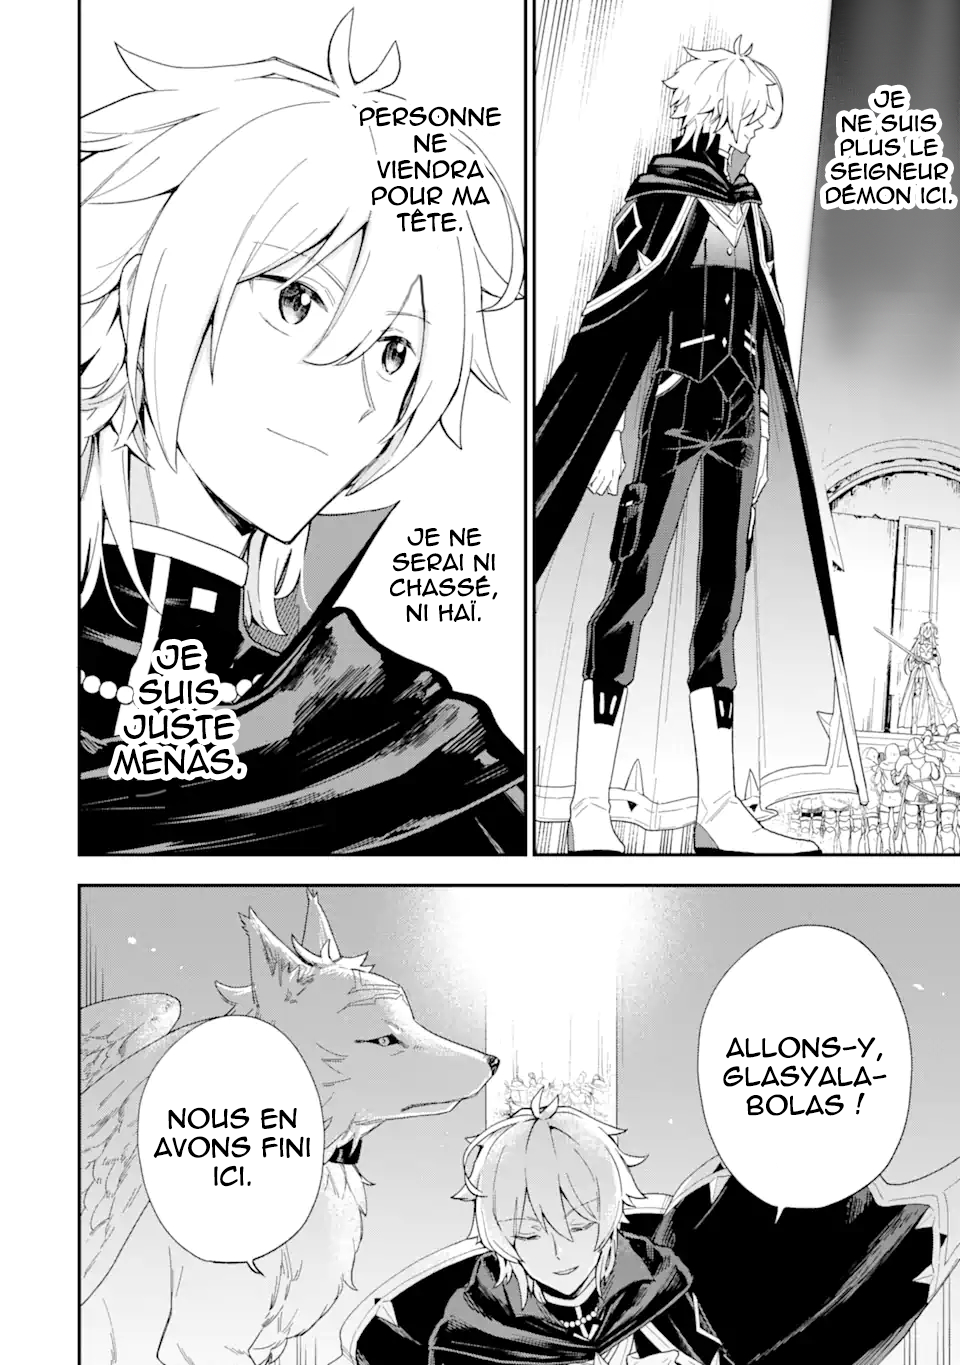 JE
NE SUIS
PLUS LE
SEIGNEUR
DÉMON ICI.
PERSONNE
NE
VIENDRA
POUR MA
TÊTE.
JE NE
SERAI NI
CHASSÉ,
NI HAÏ.
JE
SUIS
JUSTE
MENAS.
ALLONS-Y,
GLASYALA-
BOLAS !
NOUS EN
AVONS FINI
ICI.